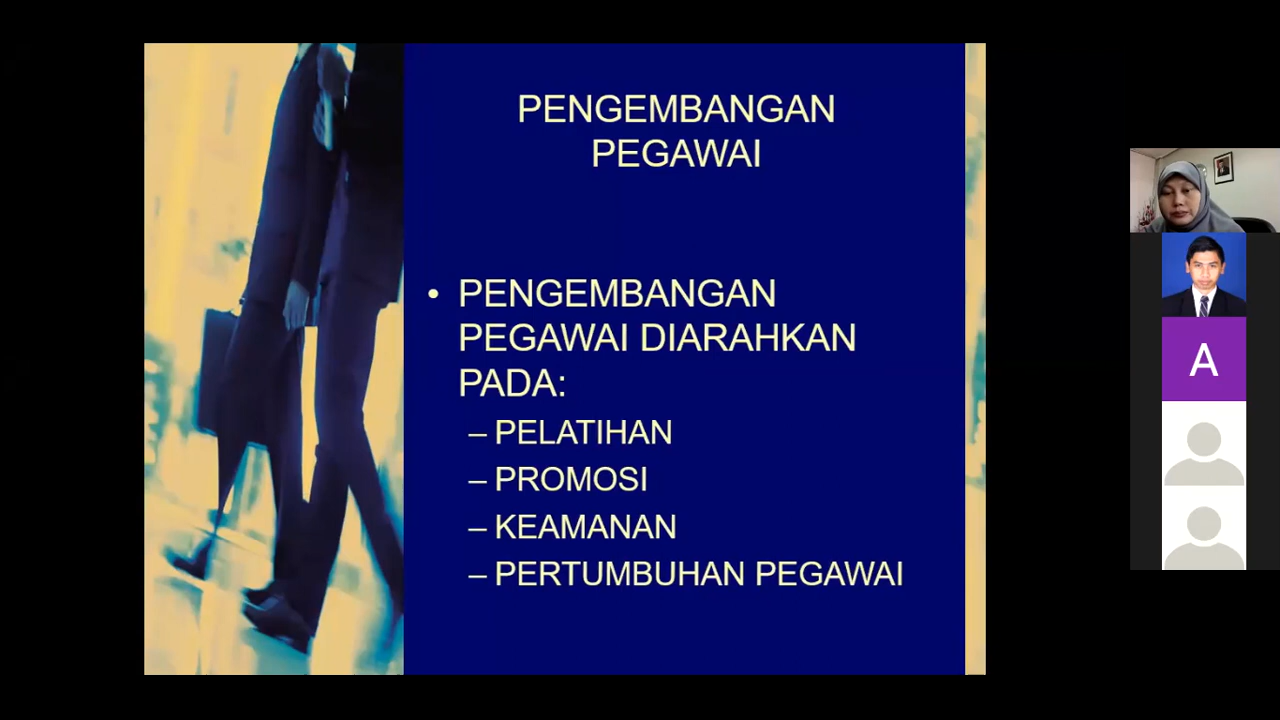 PENGEMBANGAN
PEGAWAI
• PENGEMBANGAN
PEGAWAI DIARAHKAN
PADA:
– PELATIHAN
– PROMOSI
– KEAMANAN
– PERTUMBUHAN PEGAWAI
A